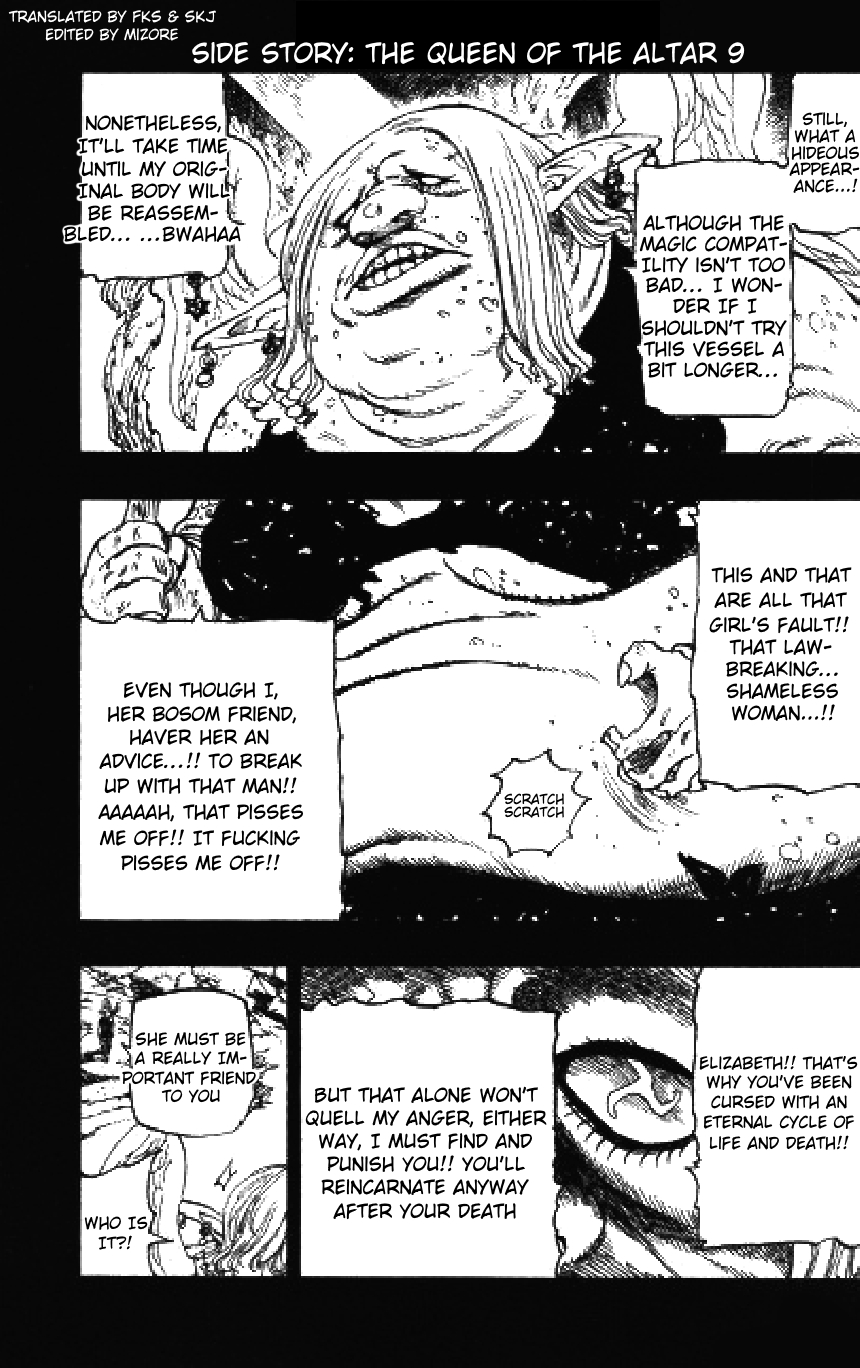 TRANSLATED BY FKS & SKJ
EDITED BY MIZORE
SIDE STORY: THE QUEEN OF THE ALTAR 9
STILL,
WHAT A
HIDEOUS
APPEAR-
ANCE...!
ALTHOUGH THE
MAGIC COMPAT-
ILITY ISN'T TOO
BAD... I WON-
DER IF I
SHOULDN'T TRY
THIS VESSEL A
BIT LONGER...
NONETHELESS,
IT'LL TAKE TIME
UNTIL MY ORIG-
INAL BODY WILL
BE REASSEM-
BLED... ...BWAHAA
THIS AND THAT
ARE ALL THAT
GIRL'S FAULT!!
THAT LAW-
BREAKING...
SHAMELESS
WOMAN...!!
SCRATCH
SCRATCH
EVEN THOUGH I,
HER BOSOM FRIEND,
HAVER HER AN
ADVICE...!! TO BREAK
UP WITH THAT MAN!!
AAAAAH, THAT PISSES
ME OFF!! IT FUCKING
PISSES ME OFF!!
ELIZABETH!! THAT'S
WHY YOU'VE BEEN
CURSED WITH AN
ETERNAL CYCLE OF
LIFE AND DEATH!!
BUT THAT ALONE WON'T
QUELL MY ANGER, EITHER
WAY, I MUST FIND AND
PUNISH YOU!! YOU'LL
REINCARNATE ANYWAY
AFTER YOUR DEATH
SHE MUST BE
A REALLY IM-
PORTANT FRIEND
TO YOU
WHO IS
IT?!